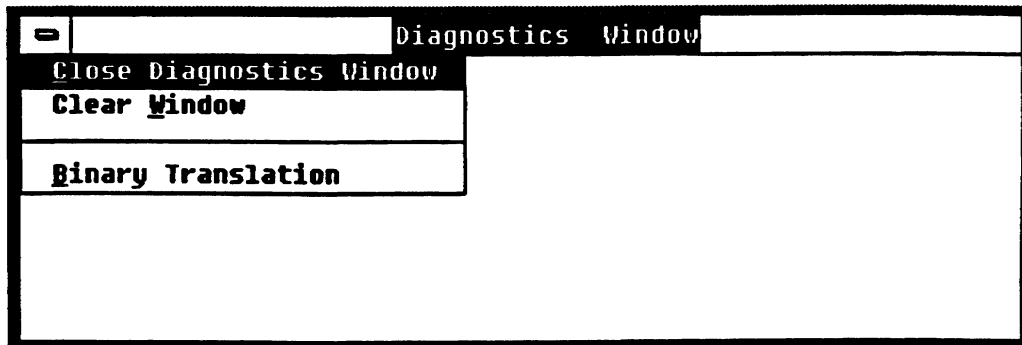 Diagnostics Window
Close Diagnostics Window
Clear Window
Binary Translation